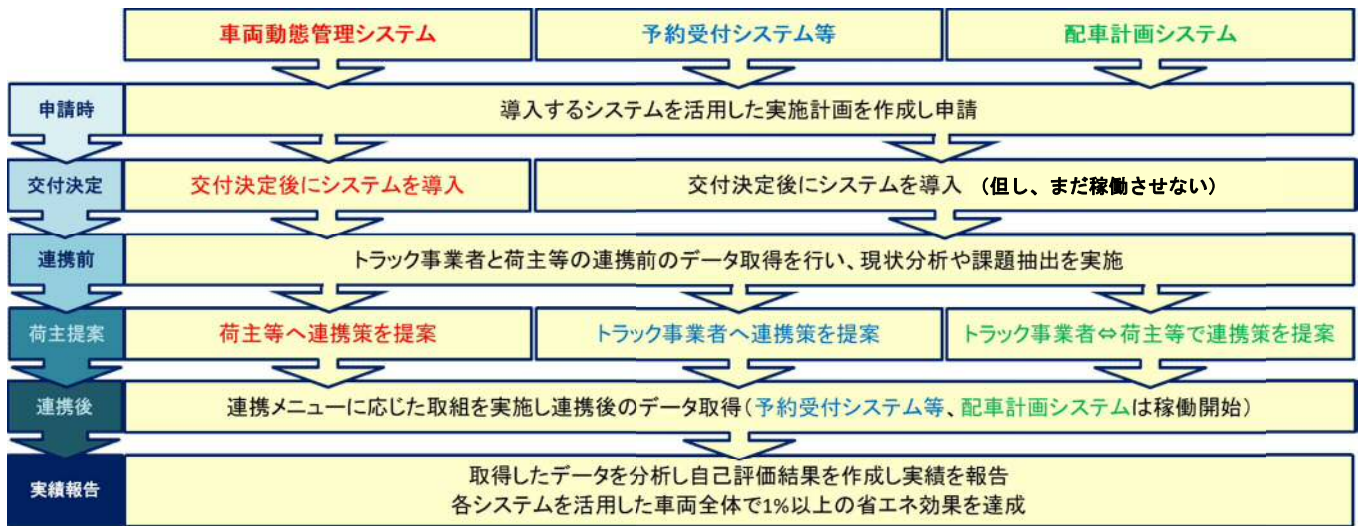 車両動態管理システム
予約受付システム等
配車計画システム
申請時
導入するシステムを活用した実施計画を作成し申請
交付決定
交付決定後にシステムを導入
交付決定後にシステムを導入 （但し、まだ稼働させない）
連携前
トラック事業者と荷主等の連携前のデータ取得を行い、現状分析や課題抽出を実施
荷主提案
荷主等へ連携策を提案
トラック事業者へ連携策を提案
トラック事業者⇔荷主等で連携策を提案
連携後
連携メニューに応じた取組を実施し連携後のデータ取得（予約受付システム等、配車計画システムは稼働開始）
実績報告
取得したデータを分析し自己評価結果を作成し実績を報告
各システムを活用した車両全体で1%以上の省エネ効果を達成